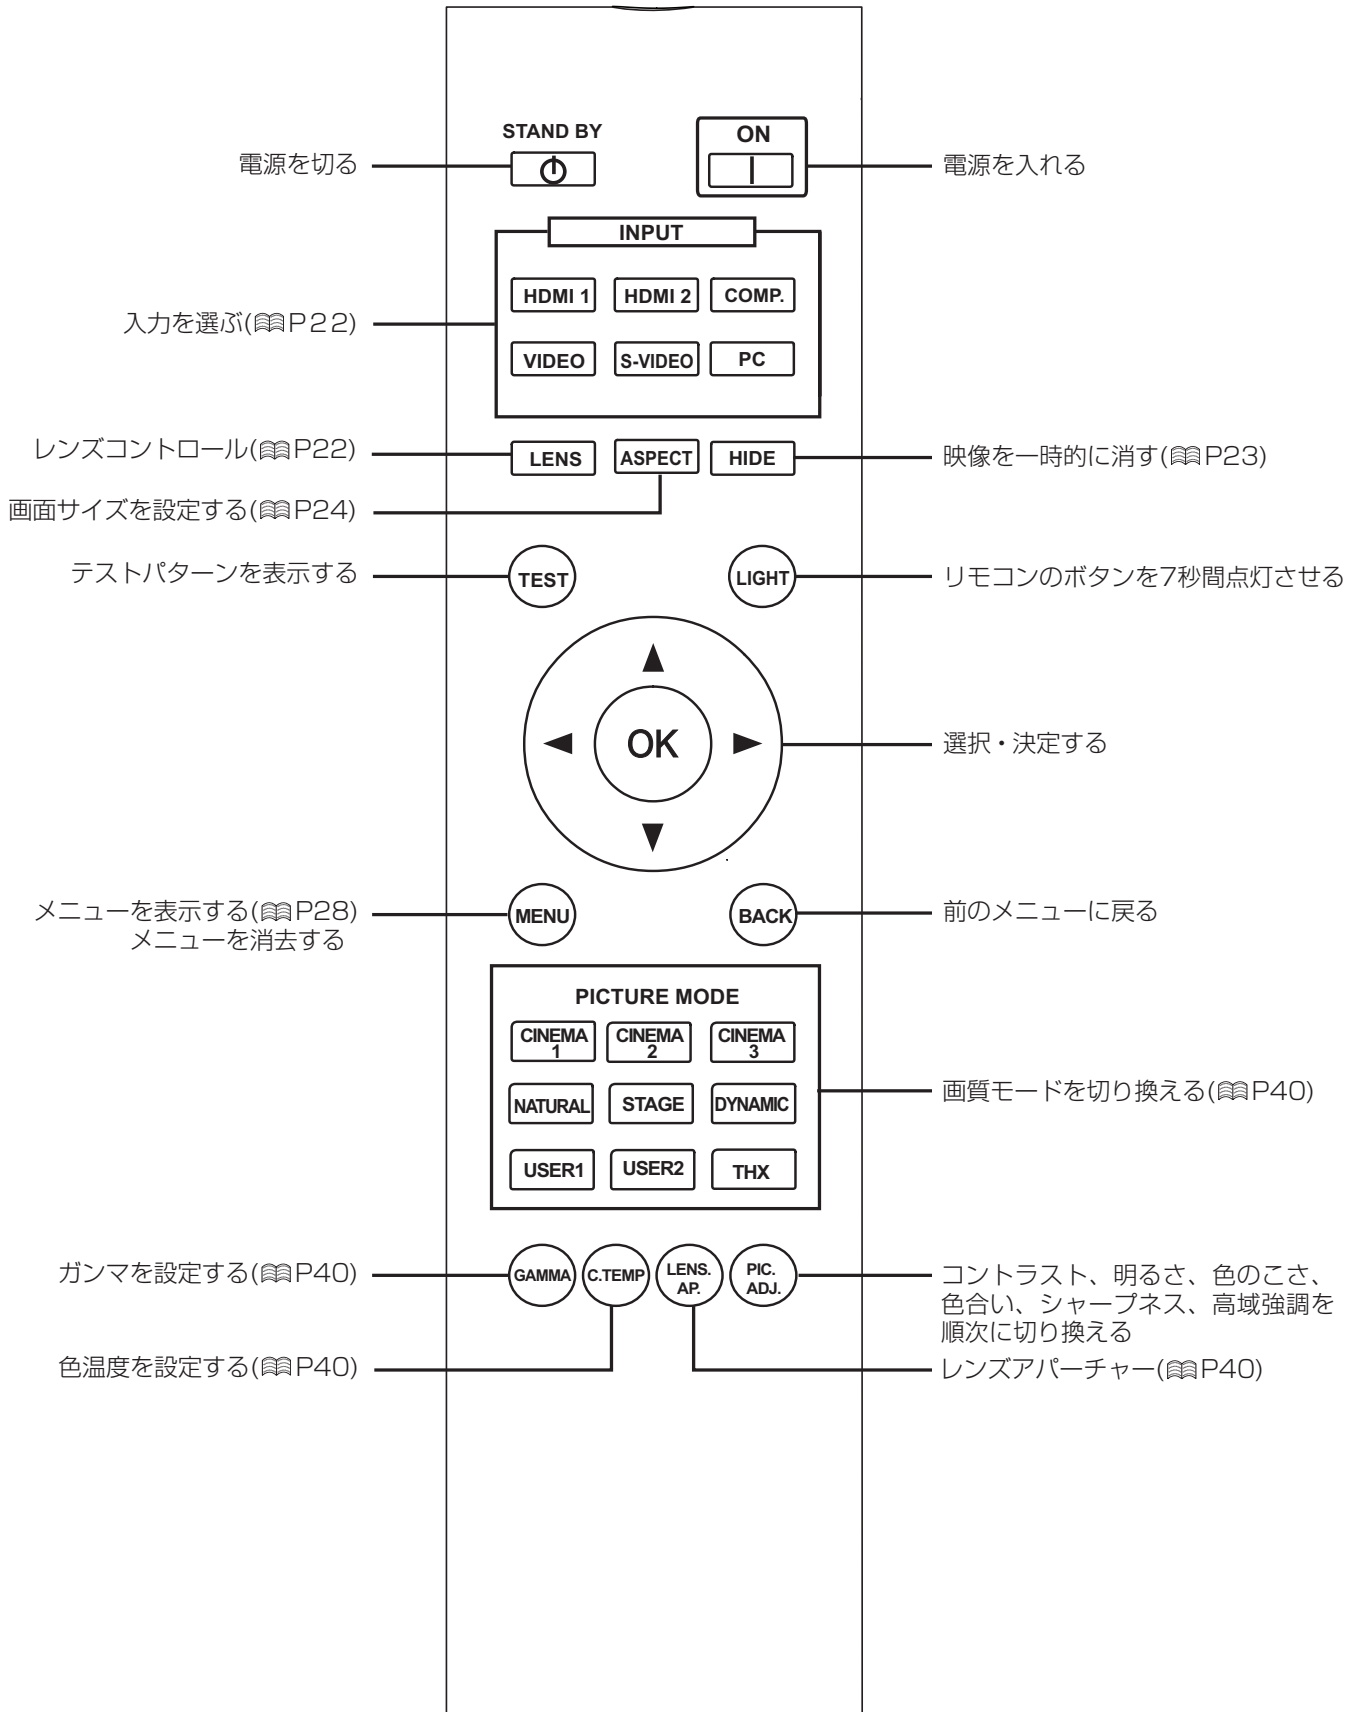 STAND BY
ON
電源を切る
電源を入れる
INPUT
HDMI 1
HDMI 2
COMP.
入力を選ぶ(P22)
VIDEO
S-VIDEO
PC
レンズコントロール(P22)
LENS
ASPECT
HIDE
映像を一時的に消す(P23)
画面サイズを設定する(P24)
テストパターンを表示する
TEST
LIGHT
リモコンのボタンを7秒間点灯させる
OK
選択・決定する
メニューを表示する(P28)
メニューを消去する
MENU
BACK
前のメニューに戻る
PICTURE MODE
CINEMA
1
CINEMA
2
CINEMA
3
NATURAL
STAGE
DYNAMIC
画質モードを切り換える(P40)
USER1
USER2
THX
ガンマを設定する(P40)
GAMMA
C.TEMP
LENS.
AP.
PIC.
ADJ.
コントラスト、明るさ、色のこさ、
色合い、シャープネス、高域強調を
順次に切り換える
色温度を設定する(P40)
レンズアパーチャー(P40)